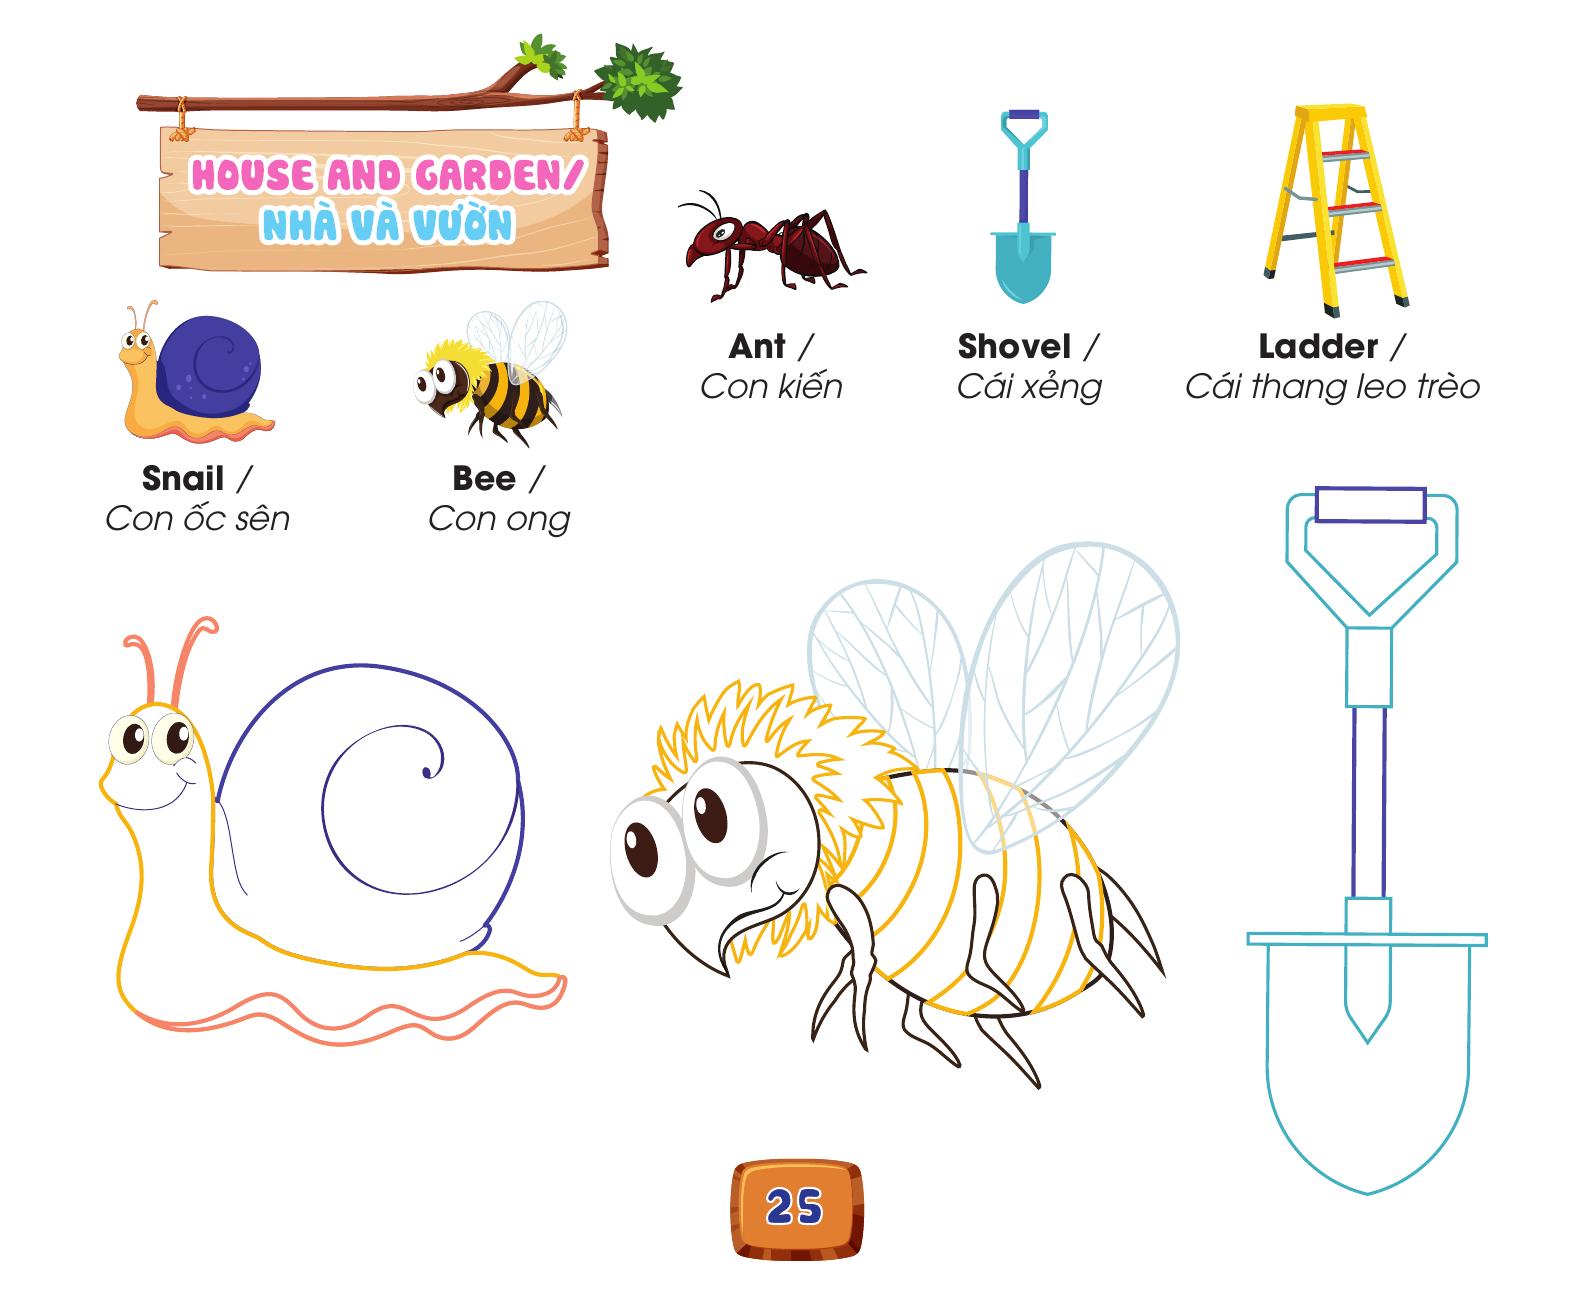 HOUSE AND GARDEN/
NHÀ VÀ VƯỜN
Snail /
Con ốc sên
Bee /
Con ong
Ant /
Con kiến
Shovel /
Cái xẻng
Ladder /
Cái thang leo trèo
25